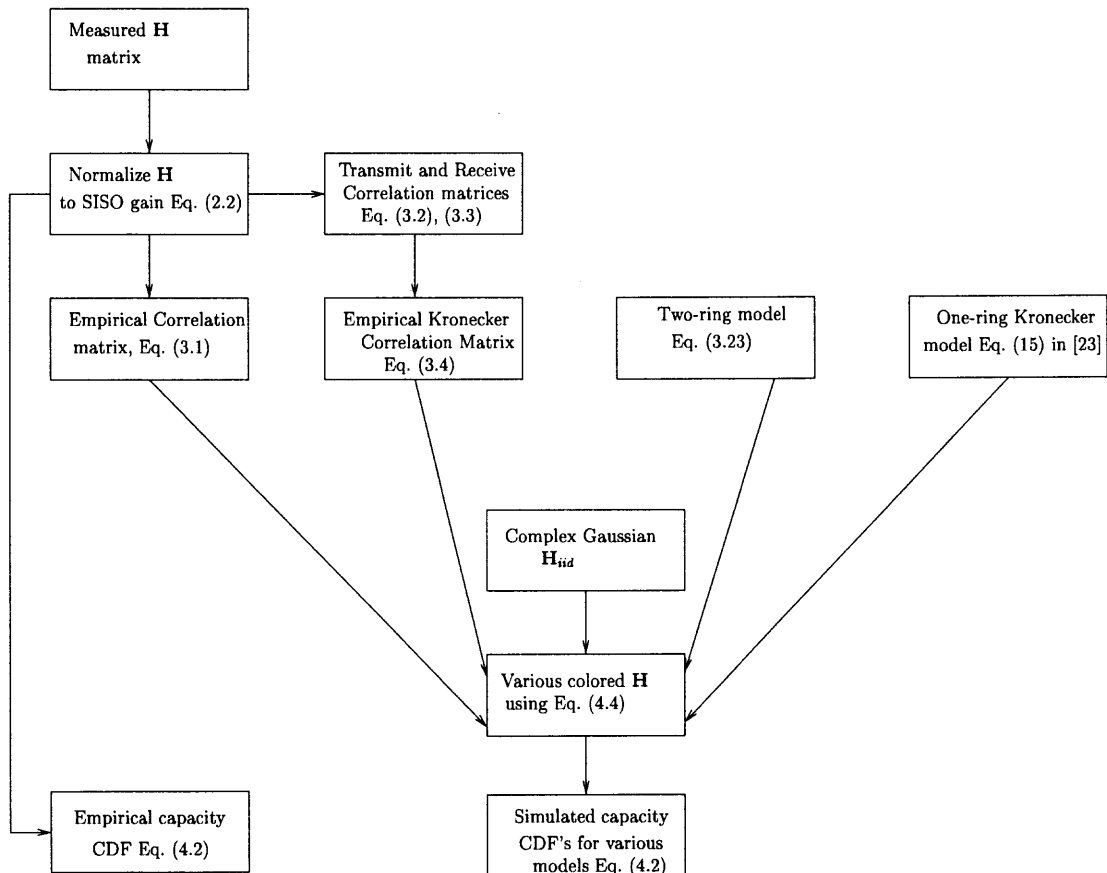 Measured H
matrix
Normalize H
to SISO gain Eq. (2.2)
Transmit and Receive
Correlation matrices
Eq. (3.2), (3.3)
Empirical Correlation
matrix, Eq. (3.1)
Empirical Kronecker
Correlation Matrix
Eq. (3.4)
Two-ring model
Eq. (3.23)
One-ring Kronecker
model Eq. (15) in [23]
Complex Gaussian
H_iid
Various colored H
using Eq. (4.4)
Empirical capacity
CDF Eq. (4.2)
Simulated capacity
CDF's for various
models Eq. (4.2)